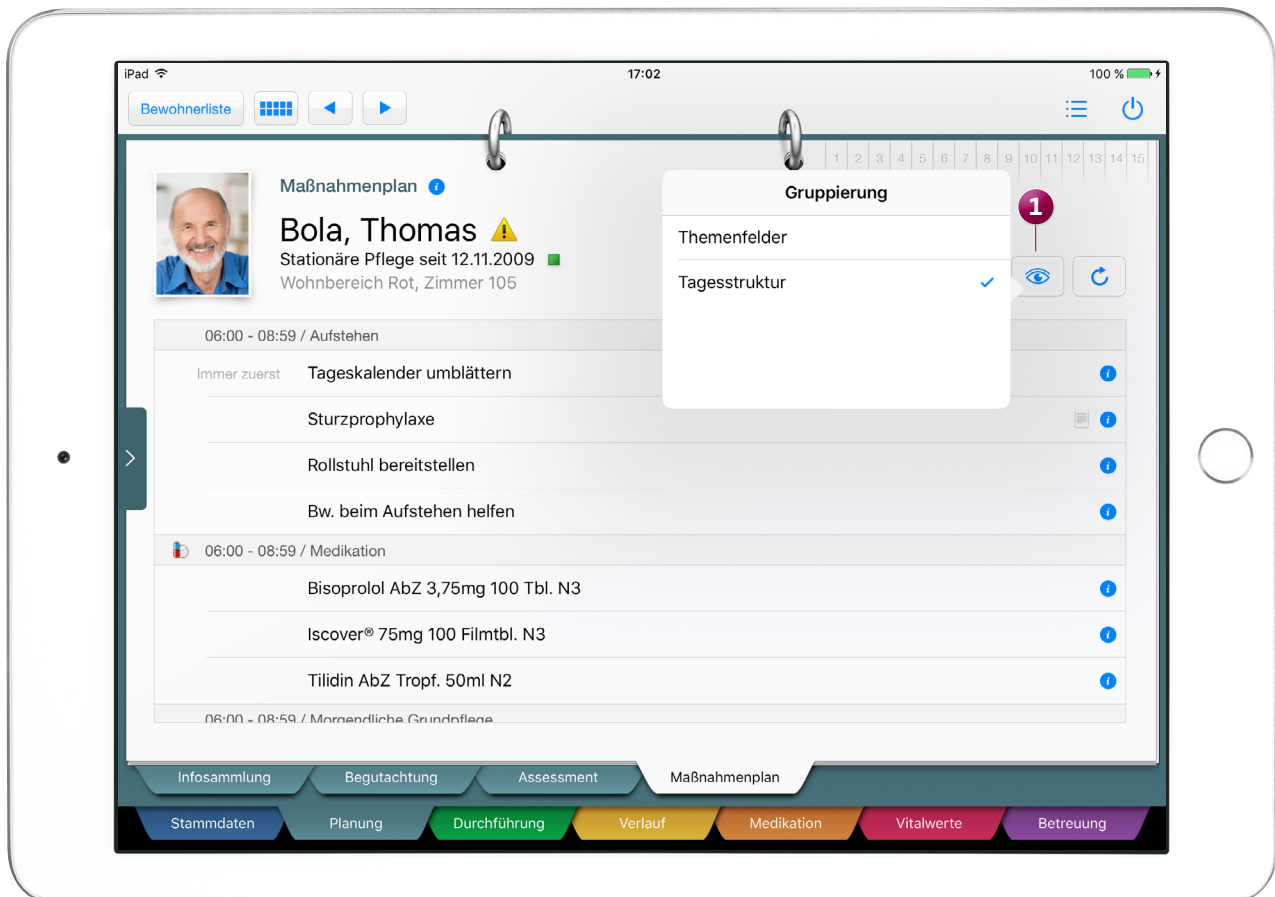 iPad 17:02 100 %
Bewohnerliste
1 2 3 4 5 6 7 8 9 10 11 12 13 14 15
Maßnahmenplan
Bola, Thomas
Stationäre Pflege seit 12.11.2009
Wohnbereich Rot, Zimmer 105
Gruppierung
Themenfelder
Tagesstruktur
1
06:00 - 08:59 / Aufstehen
Immer zuerst Tageskalender umblättern
Sturzprophylaxe
Rollstuhl bereitstellen
Bw. beim Aufstehen helfen
06:00 - 08:59 / Medikation
Bisoprolol AbZ 3,75mg 100 Tbl. N3
Iscover® 75mg 100 Filmtbl. N3
Tilidin AbZ Tropf. 50ml N2
06:00 - 08:59 / Morgendliche Grundpflege
Infosammlung Begutachtung Assessment Maßnahmenplan
Stammdaten Planung Durchführung Verlauf Medikation Vitalwerte Betreuung